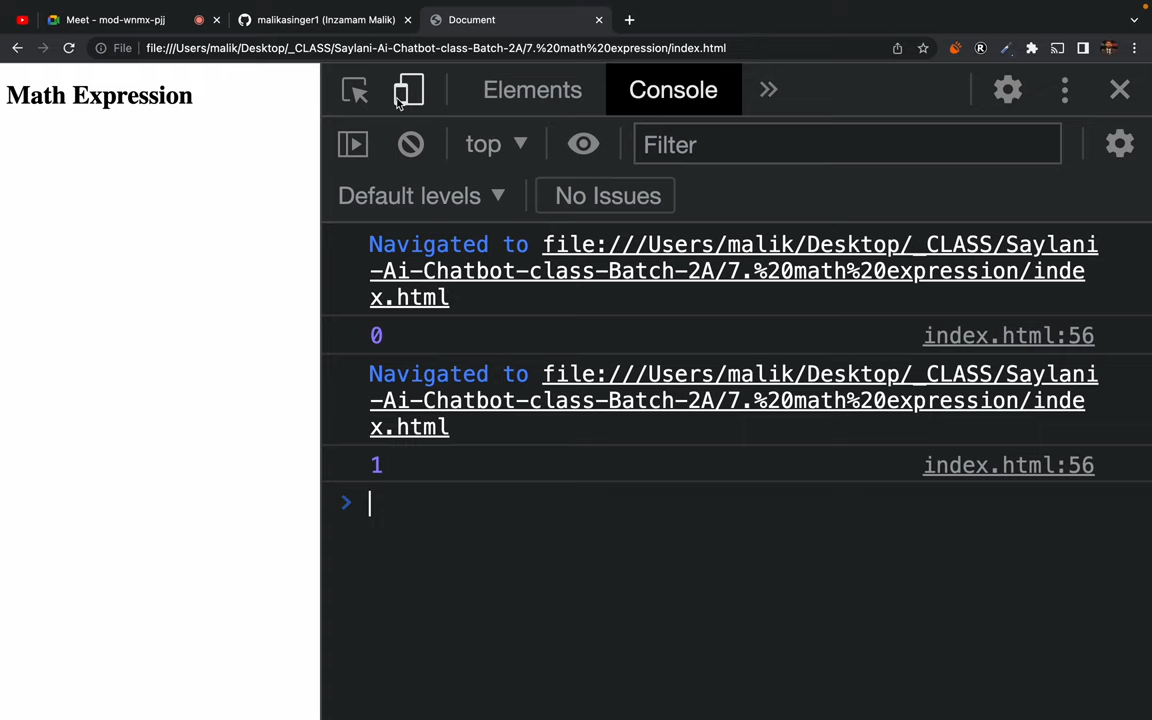 Meet - mod-wnmx-pjj
malikasinger1 (Inzamam Malik)
Document
File
file:///Users/malik/Desktop/_CLASS/Saylani-Ai-Chatbot-class-Batch-2A/7.%20math%20expression/index.html
Math Expression
Elements
Console
top
Filter
Default levels
No Issues
Navigated to file:///Users/malik/Desktop/_CLASS/Saylani
-Ai-Chatbot-class-Batch-2A/7.%20math%20expression/inde
x.html
0 index.html:56
Navigated to file:///Users/malik/Desktop/_CLASS/Saylani
-Ai-Chatbot-class-Batch-2A/7.%20math%20expression/inde
x.html
1 index.html:56